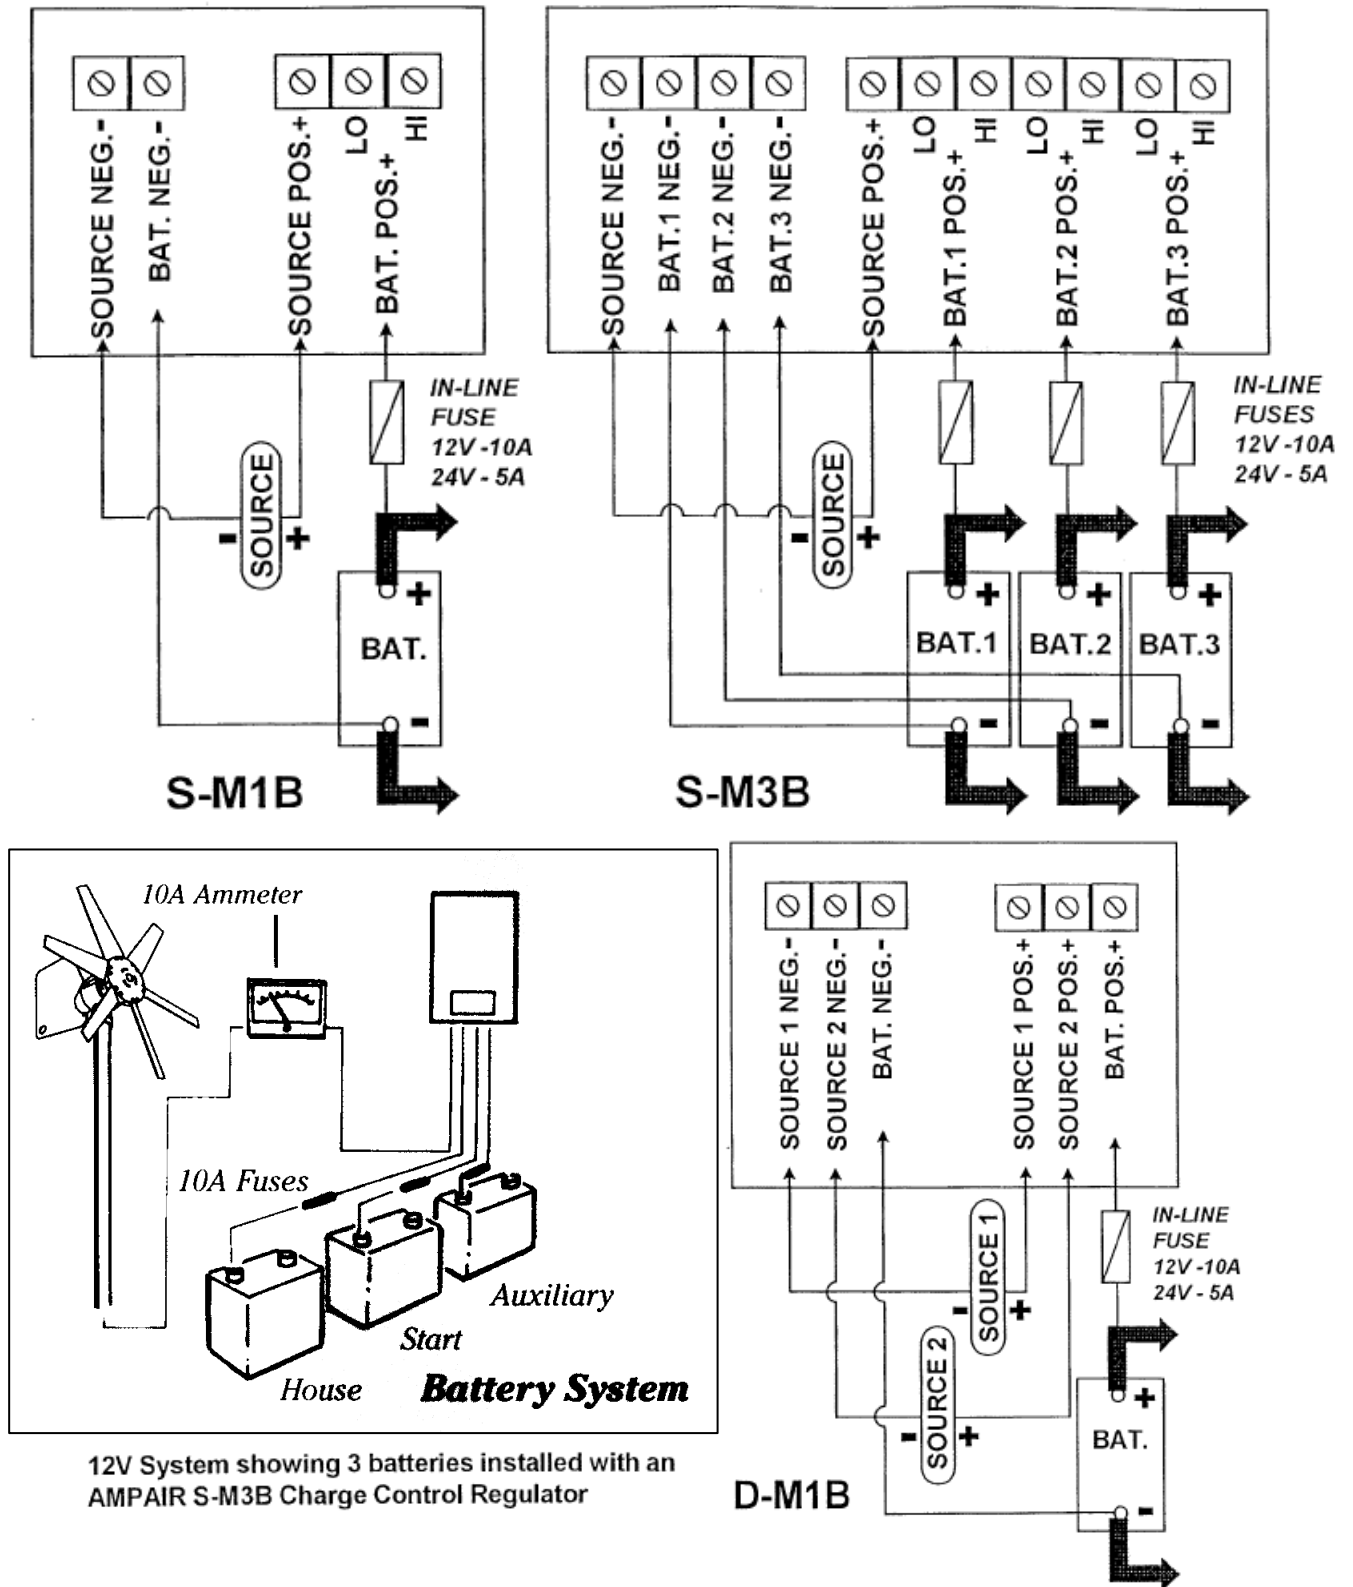 SOURCE NEG.-
BAT. NEG.-
SOURCE POS.+
LO
BAT. POS.+
HI
IN-LINE
FUSE
12V -10A
24V - 5A
- SOURCE +
+
BAT.
-
S-M1B
SOURCE NEG.-
BAT.1 NEG.-
BAT.2 NEG.-
BAT.3 NEG.-
SOURCE POS.+
LO
BAT.1 POS.+
HI
LO
BAT.2 POS.+
HI
LO
BAT.3 POS.+
HI
IN-LINE
FUSES
12V -10A
24V - 5A
- SOURCE +
+
BAT.1
-
+
BAT.2
-
+
BAT.3
-
S-M3B
10A Ammeter
10A Fuses
Auxiliary
Start
House
Battery System
12V System showing 3 batteries installed with an
AMPAIR S-M3B Charge Control Regulator
SOURCE 1 NEG.-
SOURCE 2 NEG.-
BAT. NEG.-
SOURCE 1 POS.+
SOURCE 2 POS.+
BAT. POS.+
IN-LINE
FUSE
12V -10A
24V - 5A
- SOURCE 1 +
- SOURCE 2 +
+
BAT.
-
D-M1B